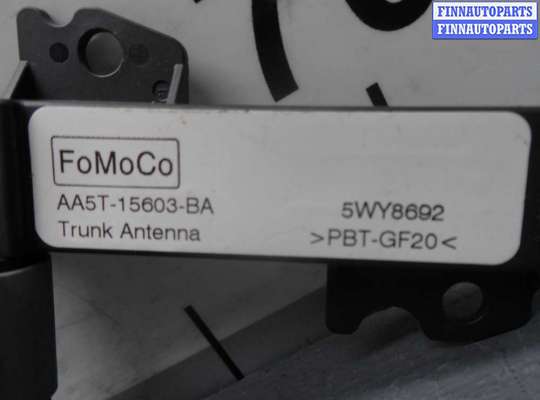 FINNAUTOPARTS
FINNAUTOPARTS
FoMoCo
AA5T-15603-BA
Trunk Antenna
5WY8692
>PBT-GF20<